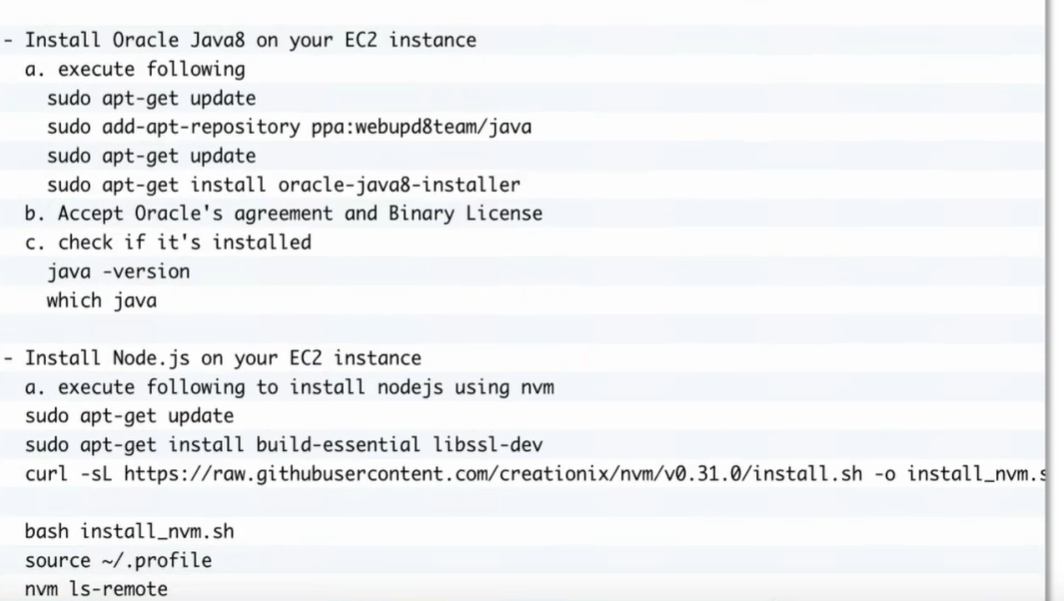 - Install Oracle Java8 on your EC2 instance
a. execute following
sudo apt-get update
sudo add-apt-repository ppa:webupd8team/java
sudo apt-get update
sudo apt-get install oracle-java8-installer
b. Accept Oracle's agreement and Binary License
c. check if it's installed
java -version
which java
- Install Node.js on your EC2 instance
a. execute following to install nodejs using nvm
sudo apt-get update
sudo apt-get install build-essential libssl-dev
curl -sL https://raw.githubusercontent.com/creationix/nvm/v0.31.0/install.sh -o install_nvm.s
bash install_nvm.sh
source ~/.profile
nvm ls-remote